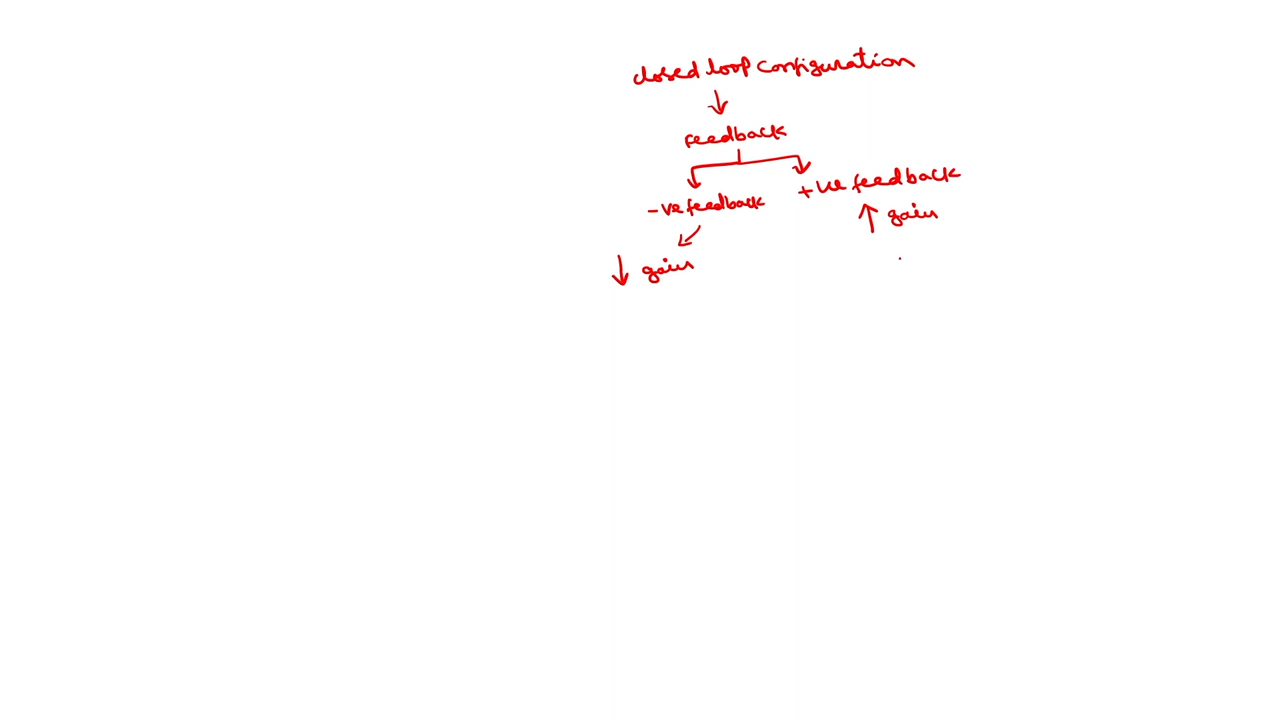 closed loop configuration
↓
feedback
-ve feedback
+ve feedback
↑ gain
↓ gain